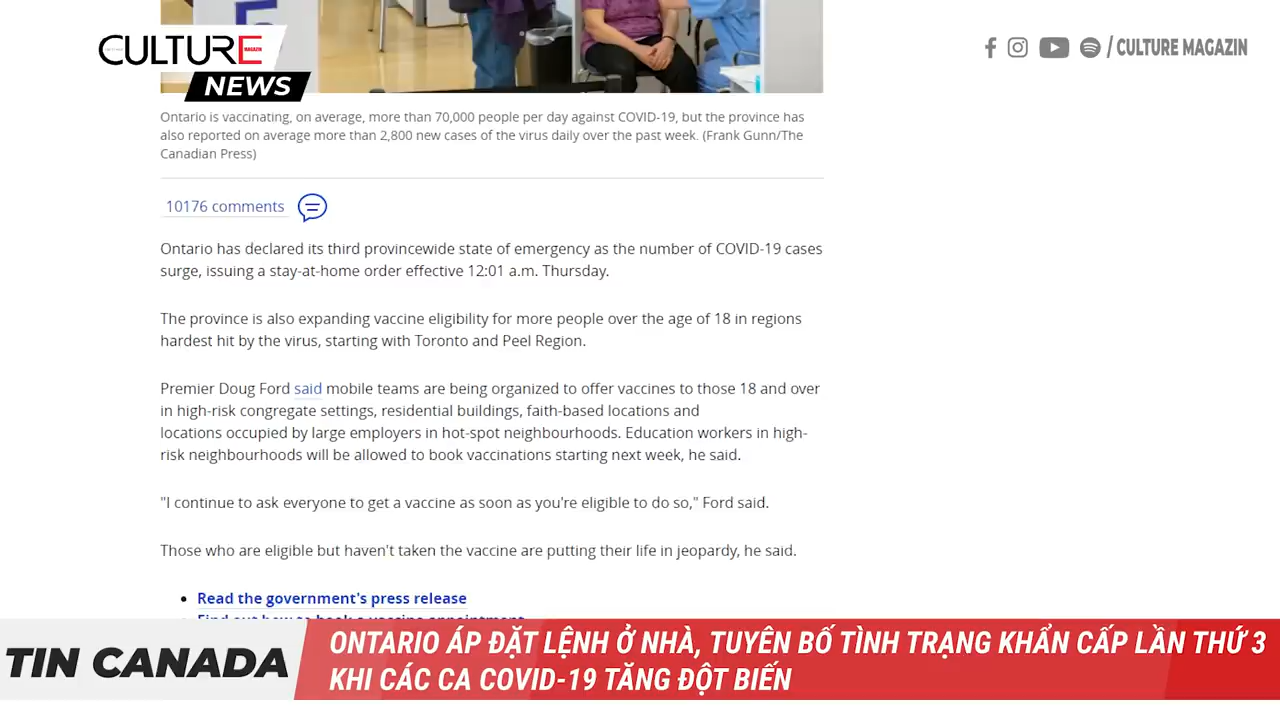 CULTURE
MAGAZIN
NEWS
/ CULTURE MAGAZIN
Ontario is vaccinating, on average, more than 70,000 people per day against COVID-19, but the province has
also reported on average more than 2,800 new cases of the virus daily over the past week. (Frank Gunn/The
Canadian Press)
10176 comments
Ontario has declared its third provincewide state of emergency as the number of COVID-19 cases
surge, issuing a stay-at-home order effective 12:01 a.m. Thursday.
The province is also expanding vaccine eligibility for more people over the age of 18 in regions
hardest hit by the virus, starting with Toronto and Peel Region.
Premier Doug Ford said mobile teams are being organized to offer vaccines to those 18 and over
in high-risk congregate settings, residential buildings, faith-based locations and
locations occupied by large employers in hot-spot neighbourhoods. Education workers in high-
risk neighbourhoods will be allowed to book vaccinations starting next week, he said.
"I continue to ask everyone to get a vaccine as soon as you're eligible to do so," Ford said.
Those who are eligible but haven't taken the vaccine are putting their life in jeopardy, he said.
• Read the government's press release
• Find out how to book a vaccine appointment
TIN CANADA
ONTARIO ÁP ĐẶT LỆNH Ở NHÀ, TUYÊN BỐ TÌNH TRẠNG KHẨN CẤP LẦN THỨ 3
KHI CÁC CA COVID-19 TĂNG ĐỘT BIẾN